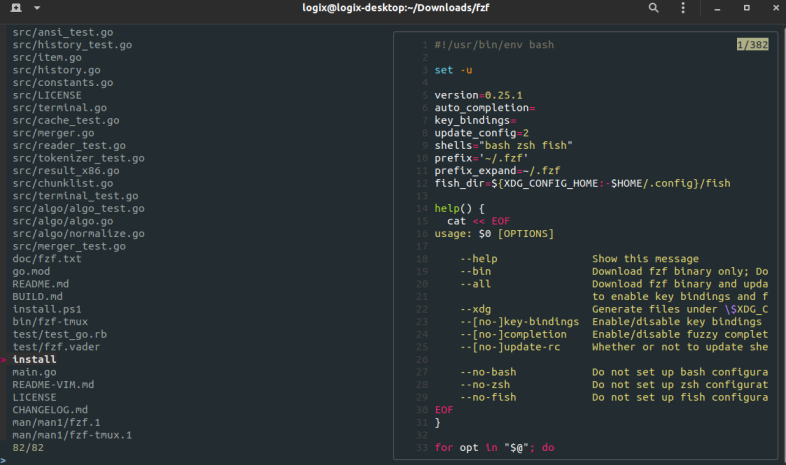 logix@logix-desktop:~/Downloads/fzf
src/ansi_test.go
src/history_test.go
src/item.go
src/history.go
src/constants.go
src/LICENSE
src/terminal.go
src/cache_test.go
src/merger.go
src/reader_test.go
src/tokenizer_test.go
src/result_x86.go
src/chunklist.go
src/terminal_test.go
src/algo/algo_test.go
src/algo/algo.go
src/algo/normalize.go
src/merger_test.go
doc/fzf.txt
go.mod
README.md
BUILD.md
install.ps1
bin/fzf-tmux
test/test_go.rb
test/fzf.vader
> install
main.go
README-VIM.md
LICENSE
CHANGELOG.md
man/man1/fzf.1
man/man1/fzf-tmux.1
82/82
>
1 #!/usr/bin/env bash 1/382
2
3 set -u
4
5 version=0.25.1
6 auto_completion=
7 key_bindings=
8 update_config=2
9 shells="bash zsh fish"
10 prefix='~/.fzf'
11 prefix_expand=~/.fzf
12 fish_dir=${XDG_CONFIG_HOME:-$HOME/.config}/fish
13
14 help() {
15 cat << EOF
16 usage: $0 [OPTIONS]
17
18 --help Show this message
19 --bin Download fzf binary only; Do
20 --all Download fzf binary and upda
21 to enable key bindings and f
22 --xdg Generate files under \$XDG_C
23 --[no-]key-bindings Enable/disable key bindings
24 --[no-]completion Enable/disable fuzzy complet
25 --[no-]update-rc Whether or not to update she
26
27 --no-bash Do not set up bash configura
28 --no-zsh Do not set up zsh configurat
29 --no-fish Do not set up fish configura
30 EOF
31 }
32
33 for opt in "$@"; do